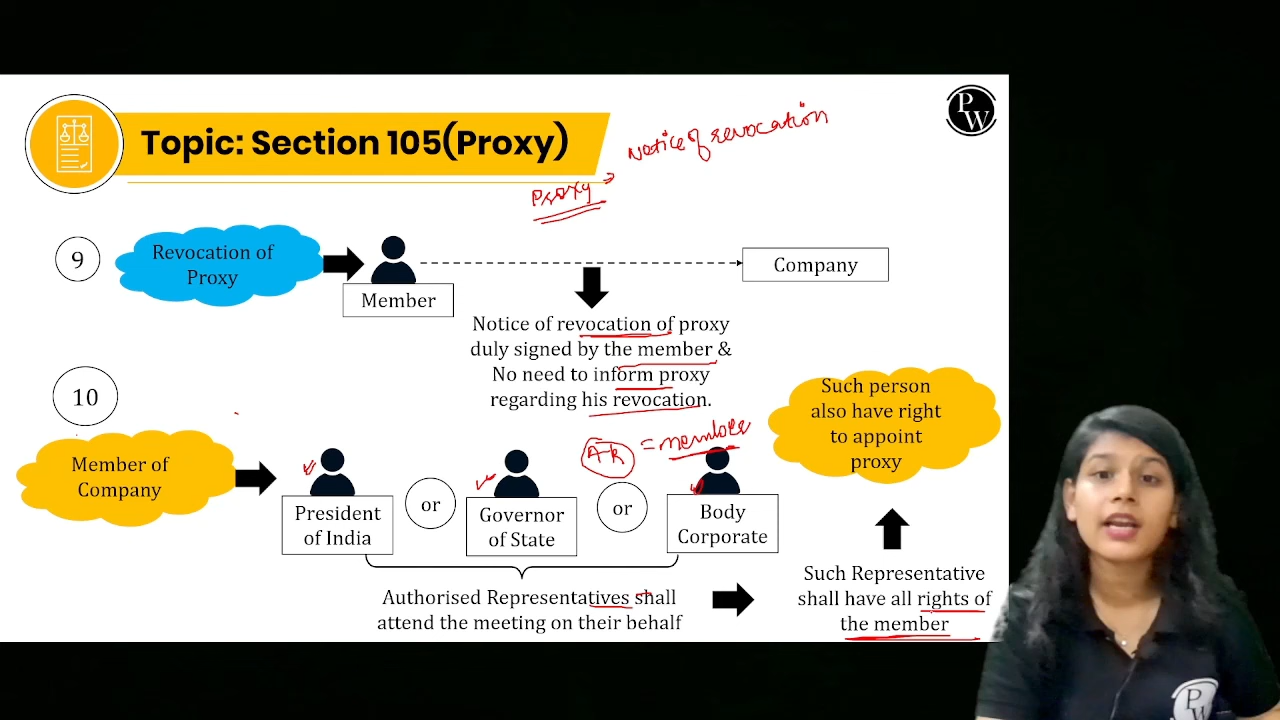 PW
Topic: Section 105(Proxy)
Proxy → Notice of revocation
9
Revocation of
Proxy
Member
Company
Notice of revocation of proxy
duly signed by the member &
No need to inform proxy
regarding his revocation.
10
Member of
Company
President
of India
or
Governor
of State
or
AR = member
Body
Corporate
Authorised Representatives shall
attend the meeting on their behalf
Such Representative
shall have all rights of
the member
Such person
also have right
to appoint
proxy
PW